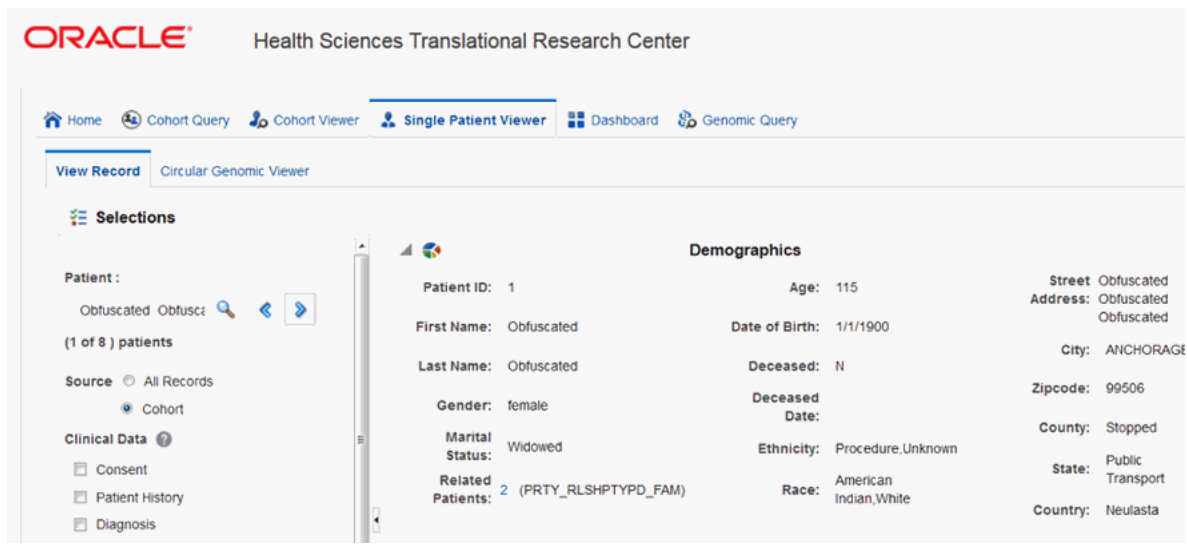 ORACLE® Health Sciences Translational Research Center
Home Cohort Query Cohort Viewer Single Patient Viewer Dashboard Genomic Query
View Record Circular Genomic Viewer
Selections
Patient :
Obfuscated Obfusca
(1 of 8 ) patients
Source All Records
Cohort
Clinical Data
Consent
Patient History
Diagnosis
Demographics
Patient ID: 1
First Name: Obfuscated
Last Name: Obfuscated
Gender: female
Marital
Status: Widowed
Related
Patients: 2 (PRTY_RLSHPTYPD_FAM)
Age: 115
Date of Birth: 1/1/1900
Deceased: N
Deceased
Date:
Ethnicity: Procedure,Unknown
Race: American
Indian,White
Street Obfuscated
Address: Obfuscated
Obfuscated
City: ANCHORAGE
Zipcode: 99506
County: Stopped
State: Public
Transport
Country: Neulasta